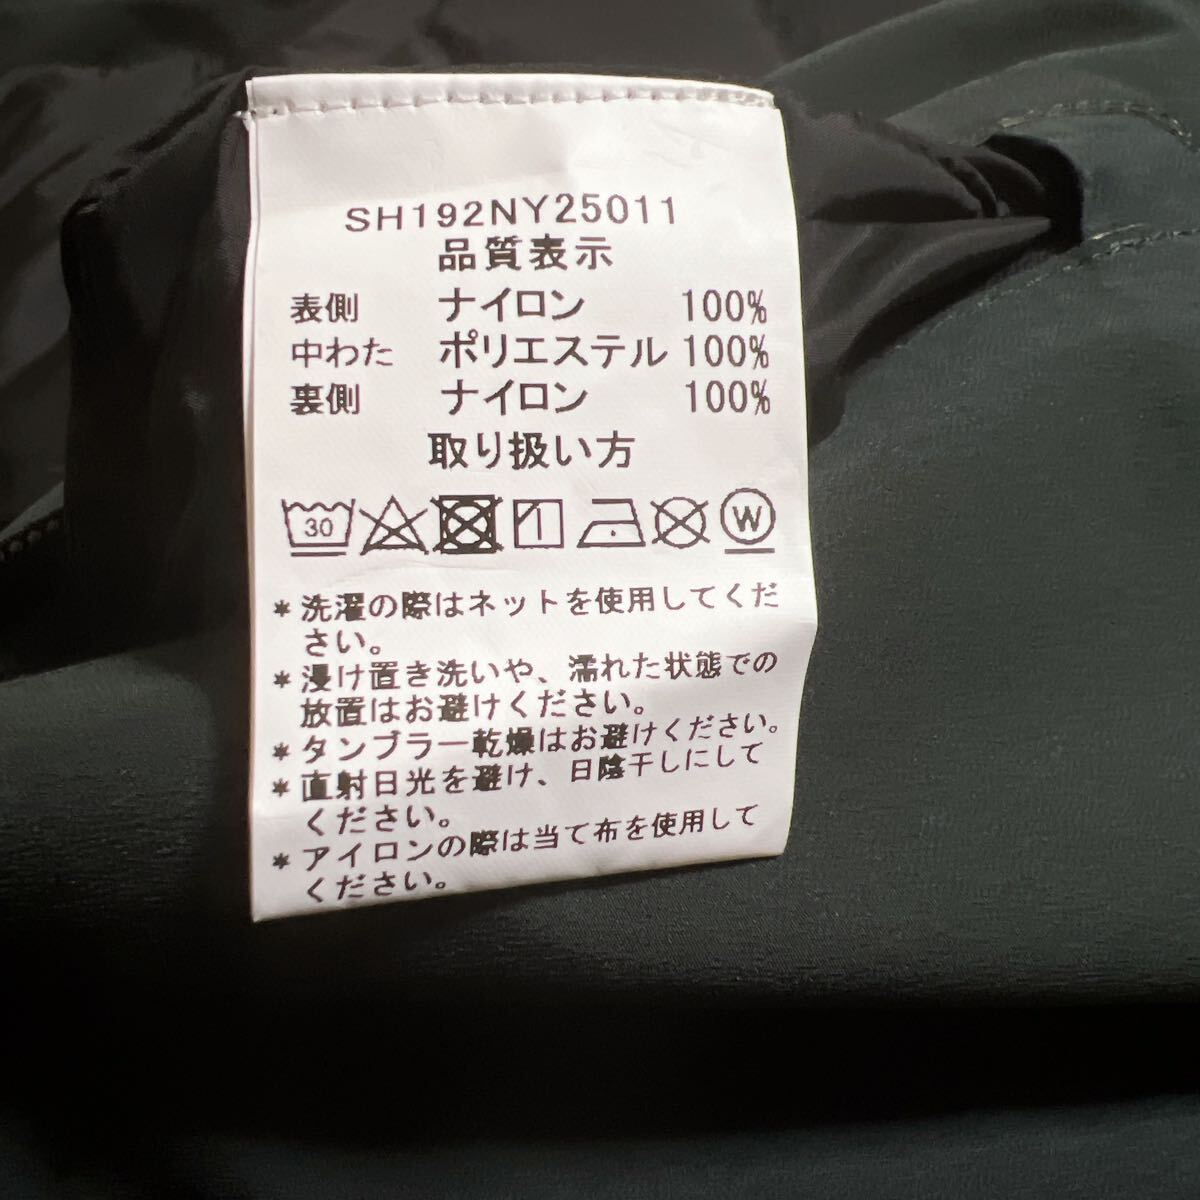 SH192NY25011
品質表示
表側 ナイロン 100%
中わた ポリエステル 100%
裏側 ナイロン 100%
取り扱い方
30 W
*洗濯の際はネットを使用してくだ
さい。
*浸け置き洗いや、濡れた状態での
放置はお避けください。
*タンブラー乾燥はお避けください。
*直射日光を避け、日陰干しにして
ください。
*アイロンの際は当て布を使用して
ください。